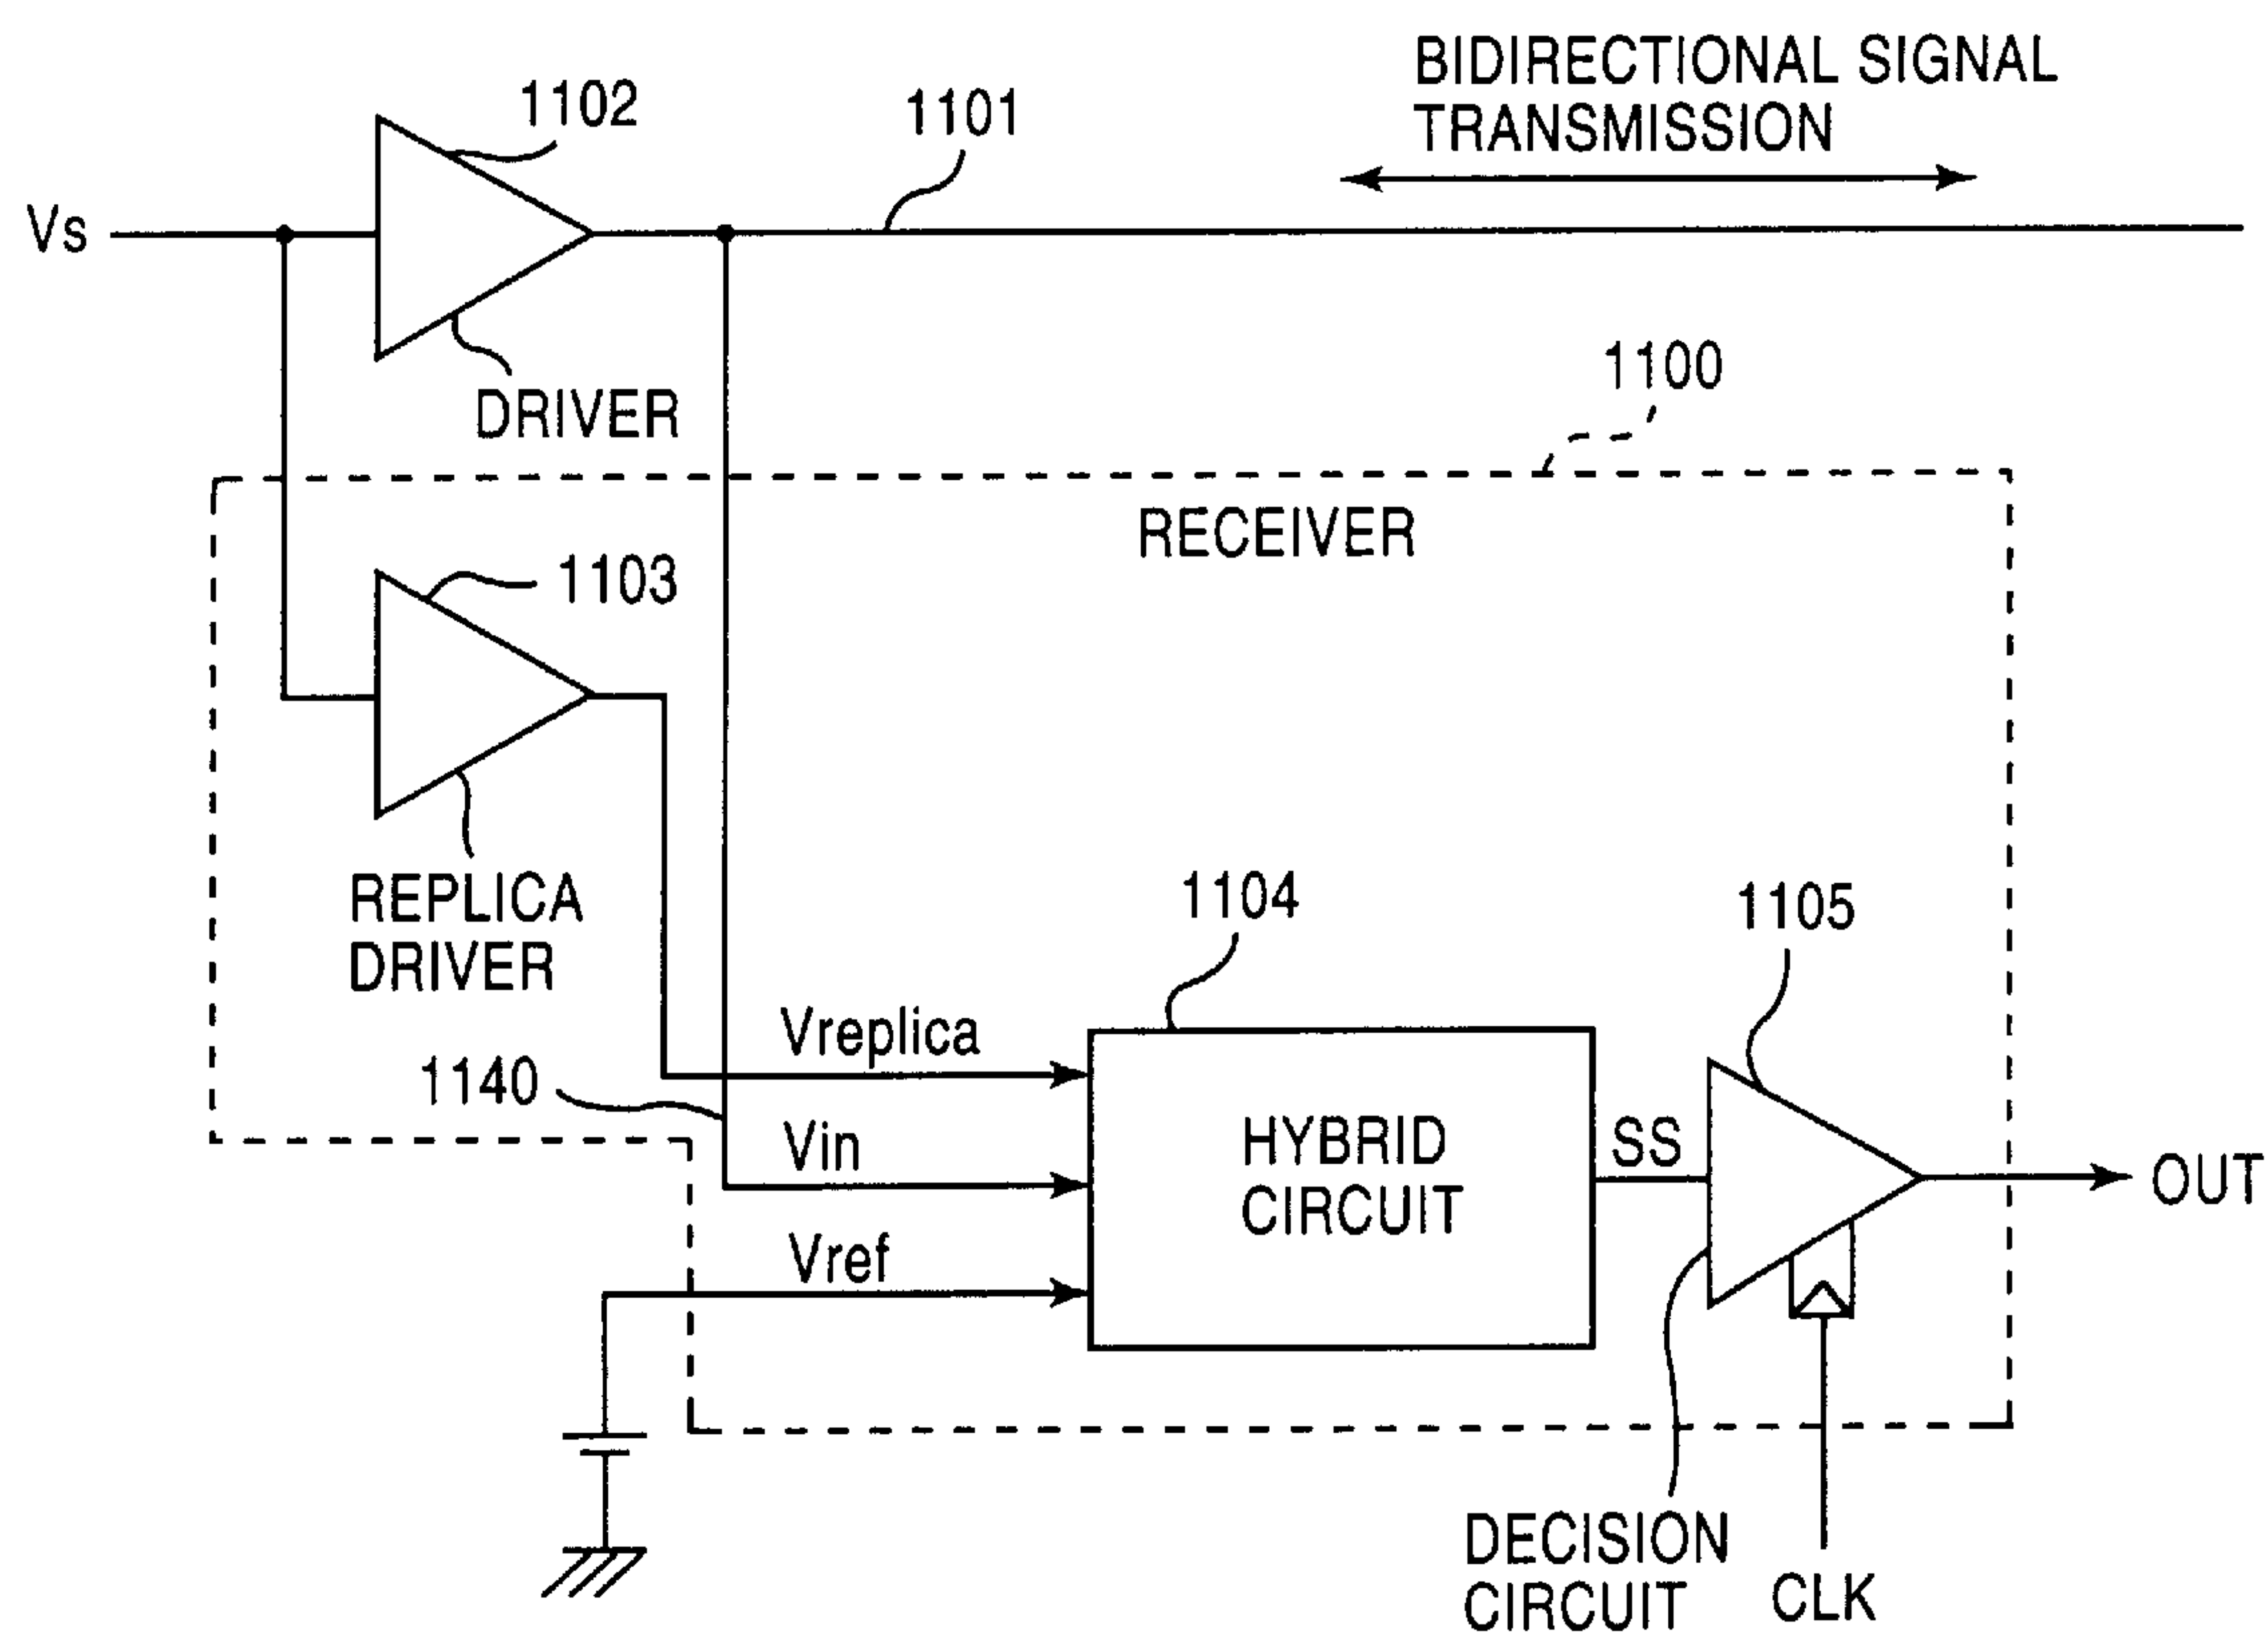 BIDIRECTIONAL SIGNAL
TRANSMISSION
1102
1101
Vs
DRIVER
1100
RECEIVER
1103
REPLICA
DRIVER
1104
1105
Vreplica
1140
Vin
HYBRID
CIRCUIT
SS
OUT
Vref
DECISION
CIRCUIT
CLK